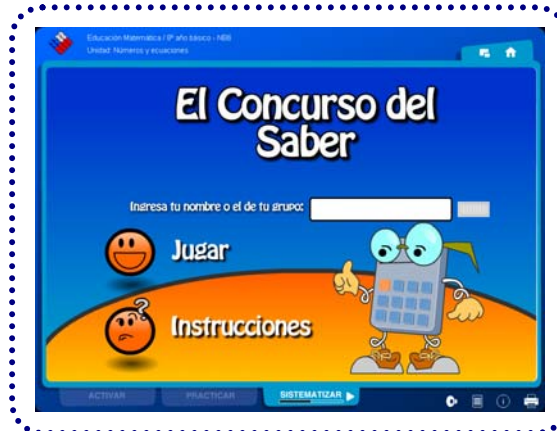 Educación Matemática / 8º año básico - NB6
Unidad: Números y ecuaciones
El Concurso del
Saber
Ingresa tu nombre o el de tu grupo:
Jugar
?
Instrucciones
ACTIVAR
PRACTICAR
SISTEMATIZAR